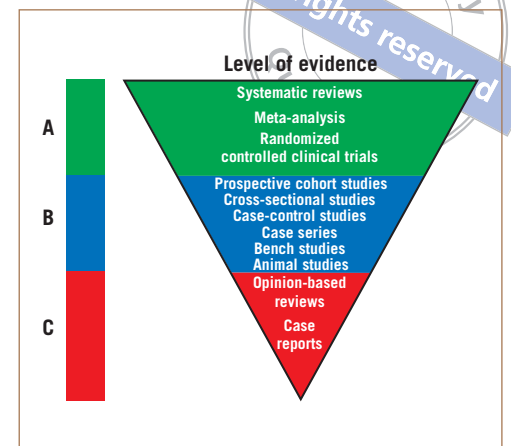 rights reserved
Level of evidence
A
Systematic reviews
Meta-analysis
Randomized
controlled clinical trials
B
Prospective cohort studies
Cross-sectional studies
Case-control studies
Case series
Bench studies
Animal studies
C
Opinion-based
reviews
Case
reports